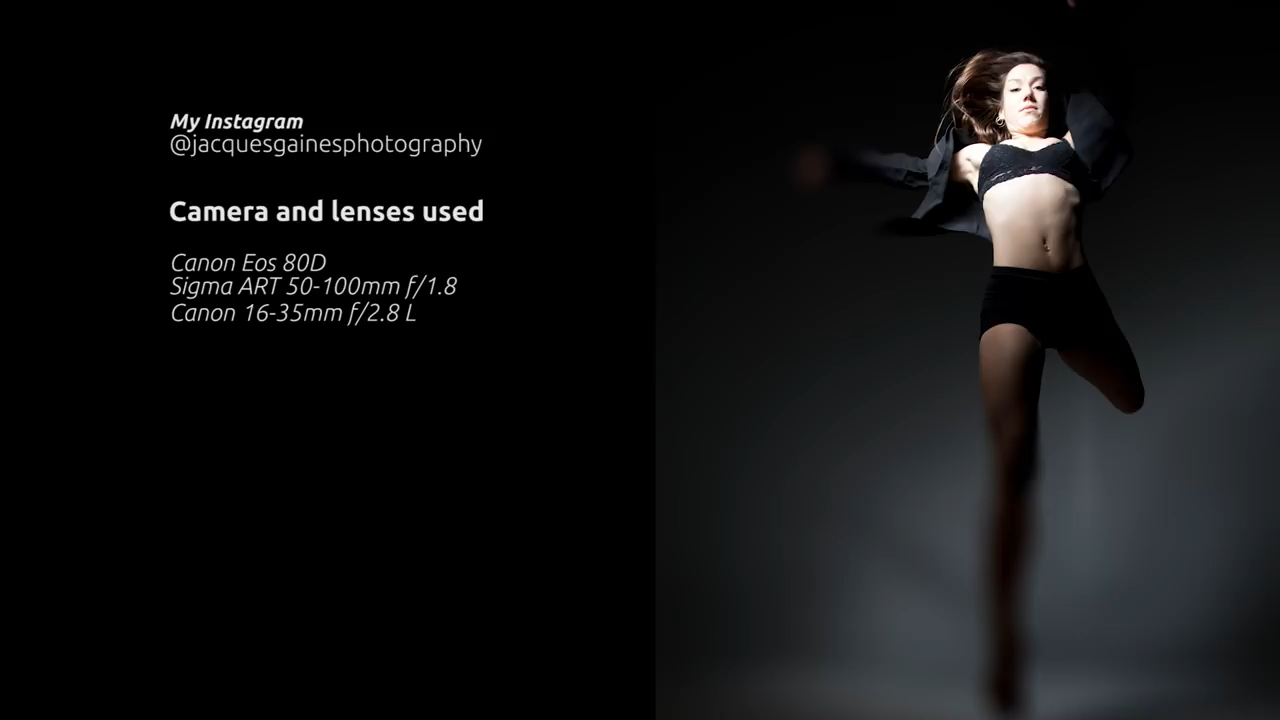 My Instagram
@jacquesgainesphotography
Camera and lenses used
Canon Eos 80D
Sigma ART 50-100mm f/1.8
Canon 16-35mm f/2.8 L